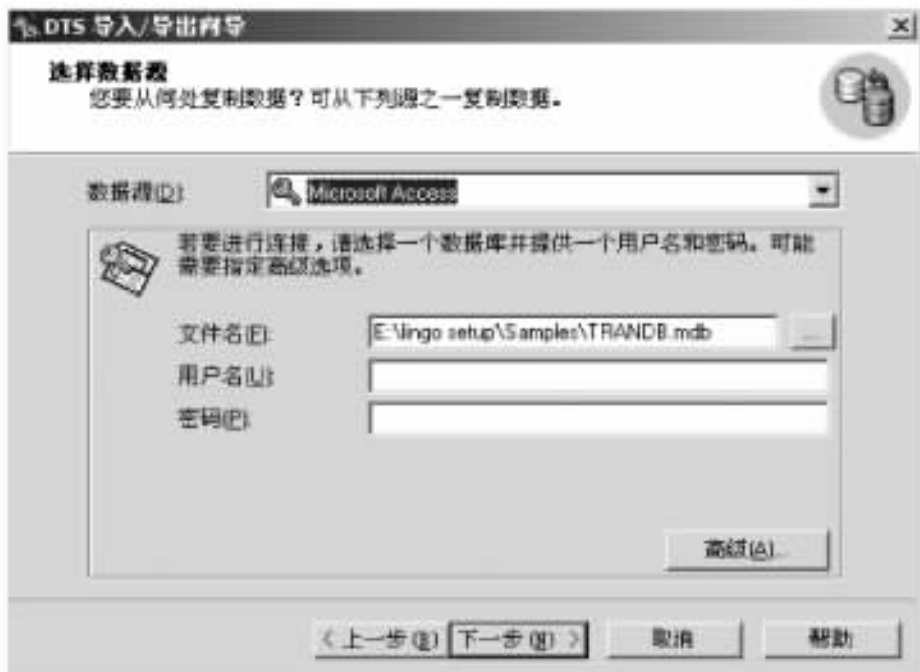 DTS 导入/导出向导
选择数据源
您要从何处复制数据？可从下列源之一复制数据。
数据源(D):
Microsoft Access
若要进行连接，请选择一个数据库并提供一个用户名和密码。可能
需要指定高级选项。
文件名(F):
E:\lingo setup\Samples\TRANDB.mdb
...
用户名(U):
密码(P):
高级(A)...
< 上一步(B)
下一步(N) >
取消
帮助